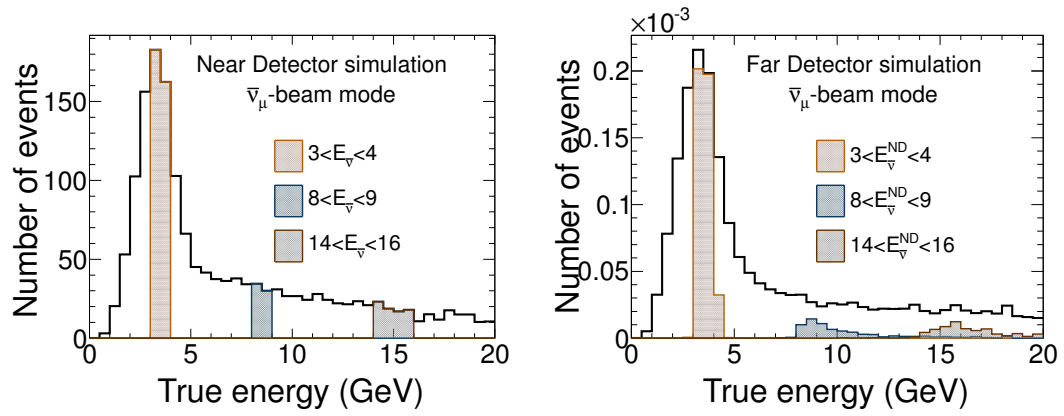 Near Detector simulation
ν̅μ-beam mode
3<Eν̅<4
8<Eν̅<9
14<Eν̅<16
Number of events
150
100
50
0
0 5 10 15 20
True energy (GeV)
×10⁻³
Far Detector simulation
ν̅μ-beam mode
3<Eν̅ᴺᴰ<4
8<Eν̅ᴺᴰ<9
14<Eν̅ᴺᴰ<16
Number of events
0.2
0.15
0.1
0.05
0
0 5 10 15 20
True energy (GeV)